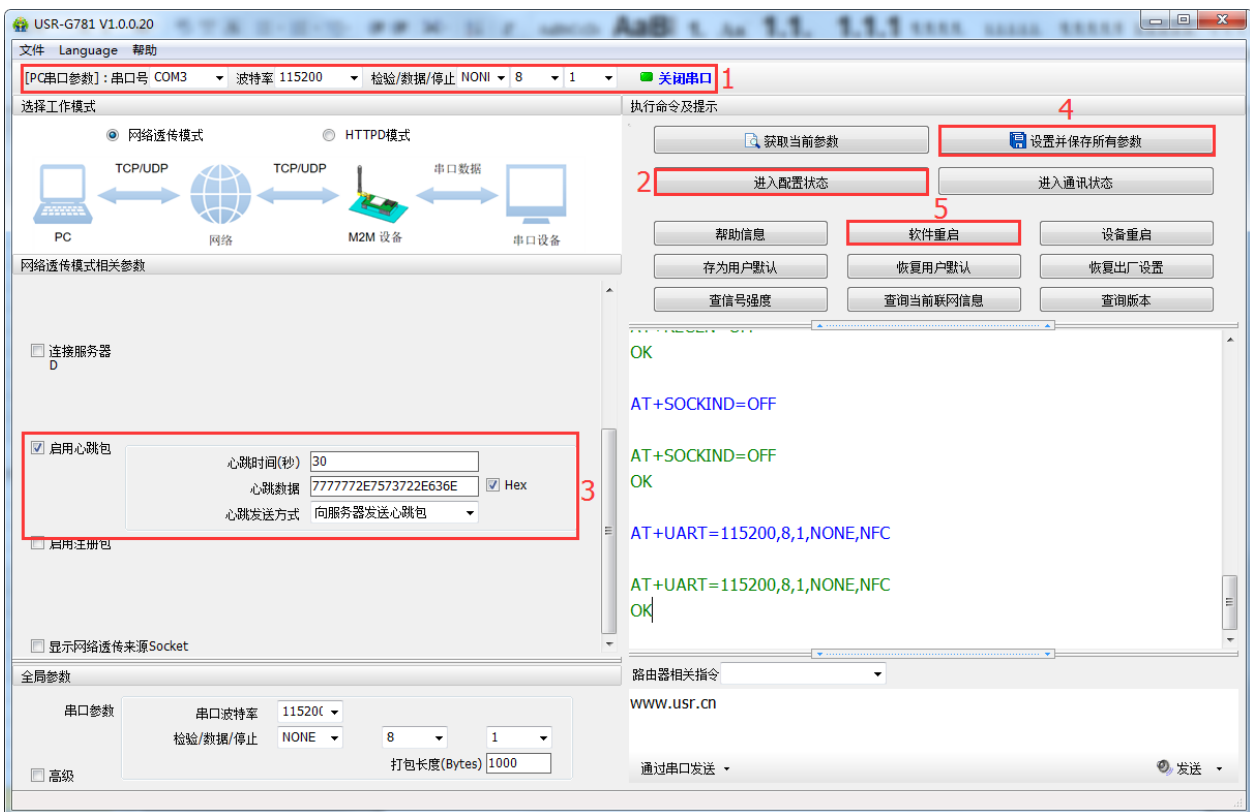 USR-G781 V1.0.0.20
文件 Language 帮助
[PC串口参数]：串口号 COM3 波特率 115200 检验/数据/停止 NONI 8 1 关闭串口 1
选择工作模式
网络透传模式 HTTPD模式
TCP/UDP TCP/UDP 串口数据
PC 网络 M2M 设备 串口设备
网络透传模式相关参数
连接服务器
D
启用心跳包
心跳时间(秒) 30
心跳数据 7777772E7573722E636E Hex
心跳发送方式 向服务器发送心跳包
3
启用注册包
显示网络透传来源Socket
全局参数
串口参数 串口波特率 115200
检验/数据/停止 NONE 8 1
打包长度(Bytes) 1000
高级
执行命令及提示
4
获取当前参数 设置并保存所有参数
2 进入配置状态 进入通讯状态
5
帮助信息 软件重启 设备重启
存为用户默认 恢复用户默认 恢复出厂设置
查信号强度 查询当前联网信息 查询版本
OK
AT+SOCKIND=OFF
AT+SOCKIND=OFF
OK
AT+UART=115200,8,1,NONE,NFC
AT+UART=115200,8,1,NONE,NFC
OK
路由器相关指令
www.usr.cn
通过串口发送 发送